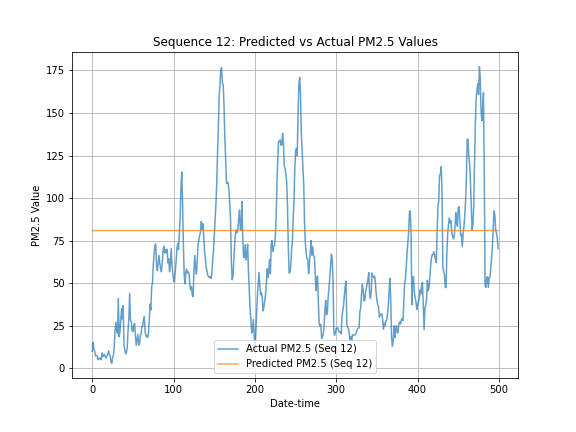 Sequence 12: Predicted vs Actual PM2.5 Values
PM2.5 Value
175
150
125
100
75
50
25
0
Actual PM2.5 (Seq 12)
Predicted PM2.5 (Seq 12)
0 100 200 300 400 500
Date-time